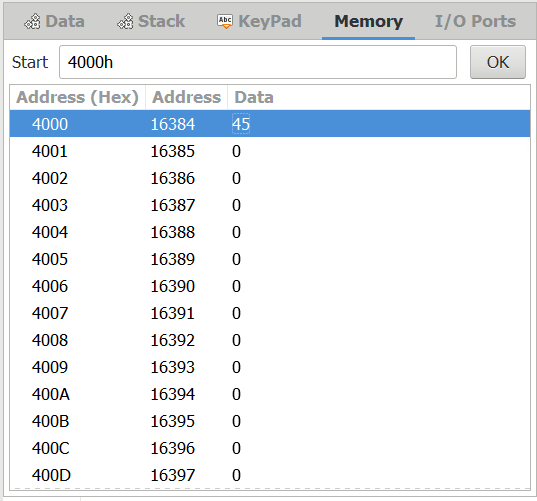 Data Stack Abc KeyPad Memory I/O Ports
Start 4000h OK
Address (Hex) Address Data
4000 16384 45
4001 16385 0
4002 16386 0
4003 16387 0
4004 16388 0
4005 16389 0
4006 16390 0
4007 16391 0
4008 16392 0
4009 16393 0
400A 16394 0
400B 16395 0
400C 16396 0
400D 16397 0